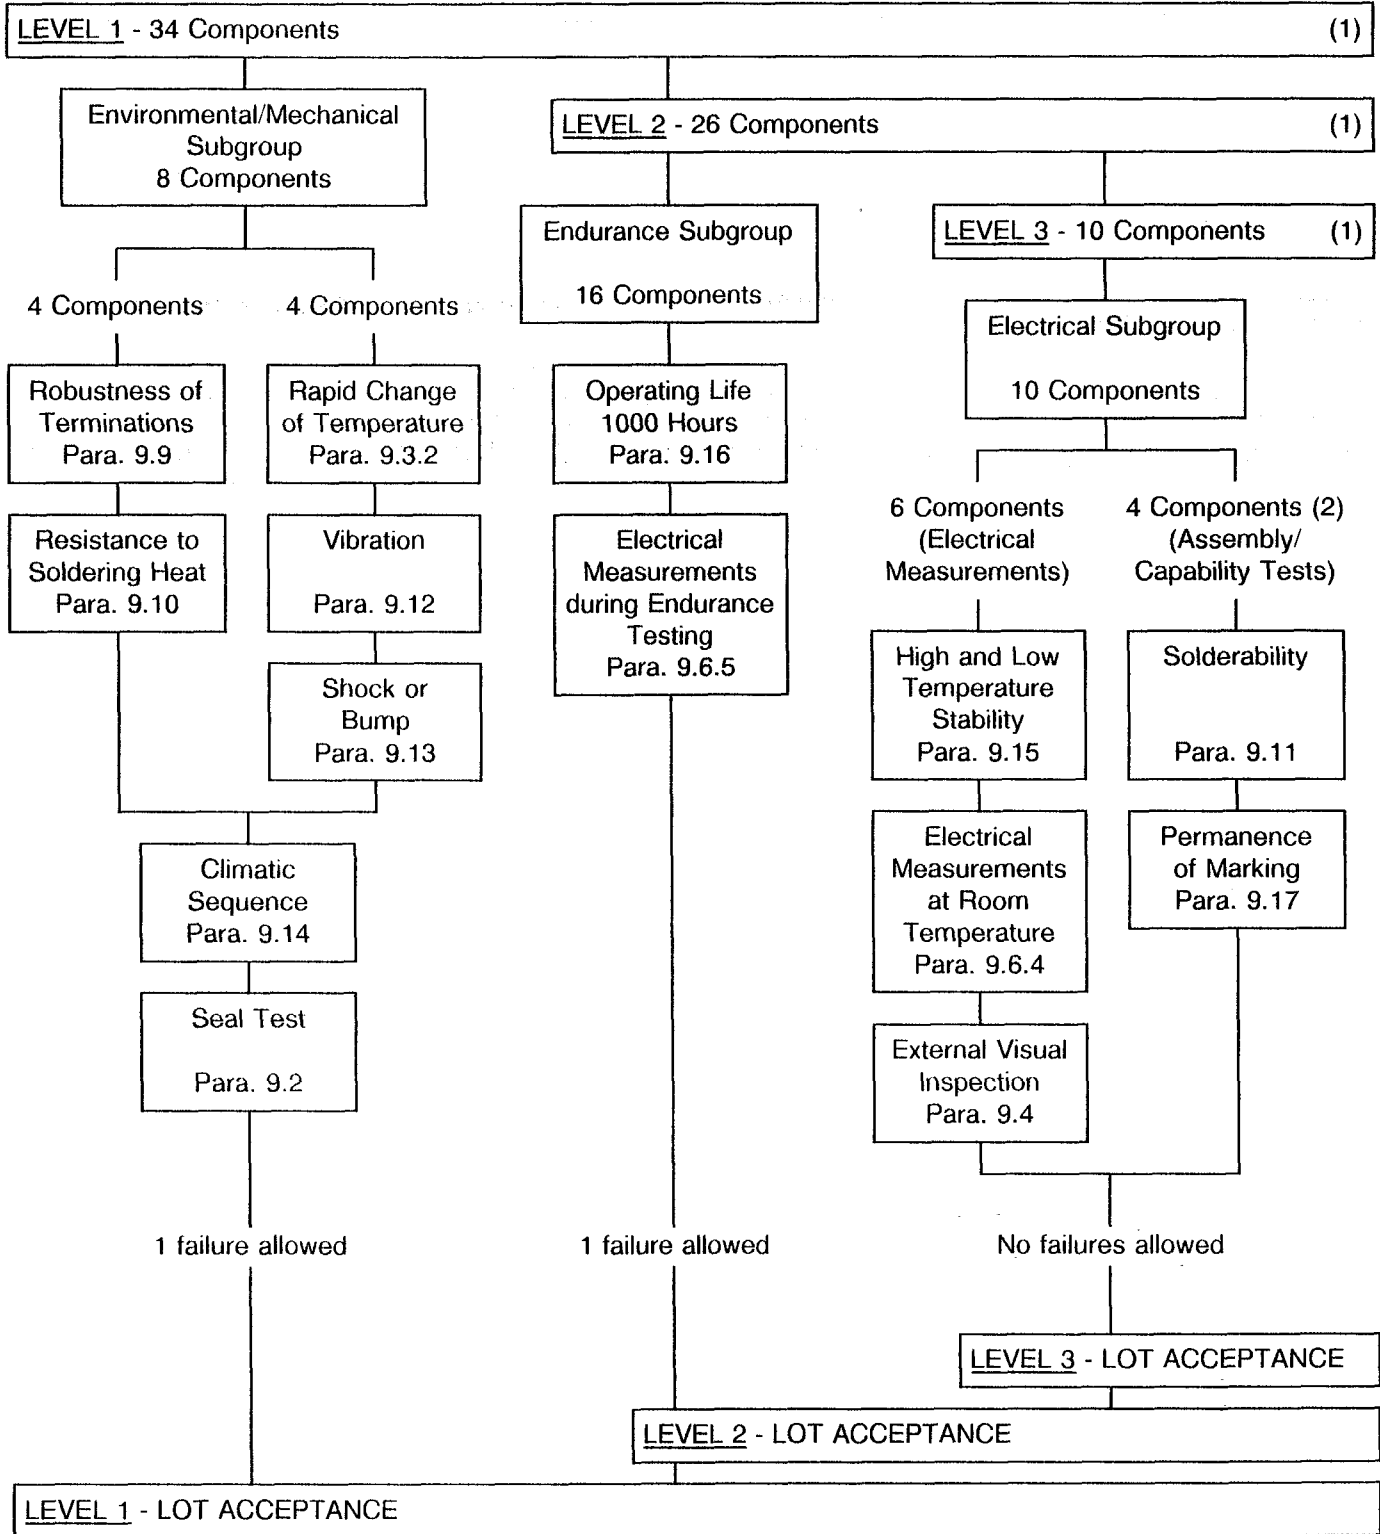 LEVEL 1 - 34 Components (1)
Environmental/Mechanical
Subgroup
8 Components
LEVEL 2 - 26 Components (1)
Endurance Subgroup
16 Components
LEVEL 3 - 10 Components (1)
Electrical Subgroup
10 Components
4 Components
4 Components
Robustness of
Terminations
Para. 9.9
Rapid Change
of Temperature
Para. 9.3.2
Operating Life
1000 Hours
Para. 9.16
6 Components
(Electrical
Measurements)
4 Components (2)
(Assembly/
Capability Tests)
Resistance to
Soldering Heat
Para. 9.10
Vibration
Para. 9.12
Electrical
Measurements
during Endurance
Testing
Para. 9.6.5
High and Low
Temperature
Stability
Para. 9.15
Solderability
Para. 9.11
Shock or
Bump
Para. 9.13
Climatic
Sequence
Para. 9.14
Electrical
Measurements
at Room
Temperature
Para. 9.6.4
Permanence
of Marking
Para. 9.17
Seal Test
Para. 9.2
External Visual
Inspection
Para. 9.4
1 failure allowed
1 failure allowed
No failures allowed
LEVEL 3 - LOT ACCEPTANCE
LEVEL 2 - LOT ACCEPTANCE
LEVEL 1 - LOT ACCEPTANCE